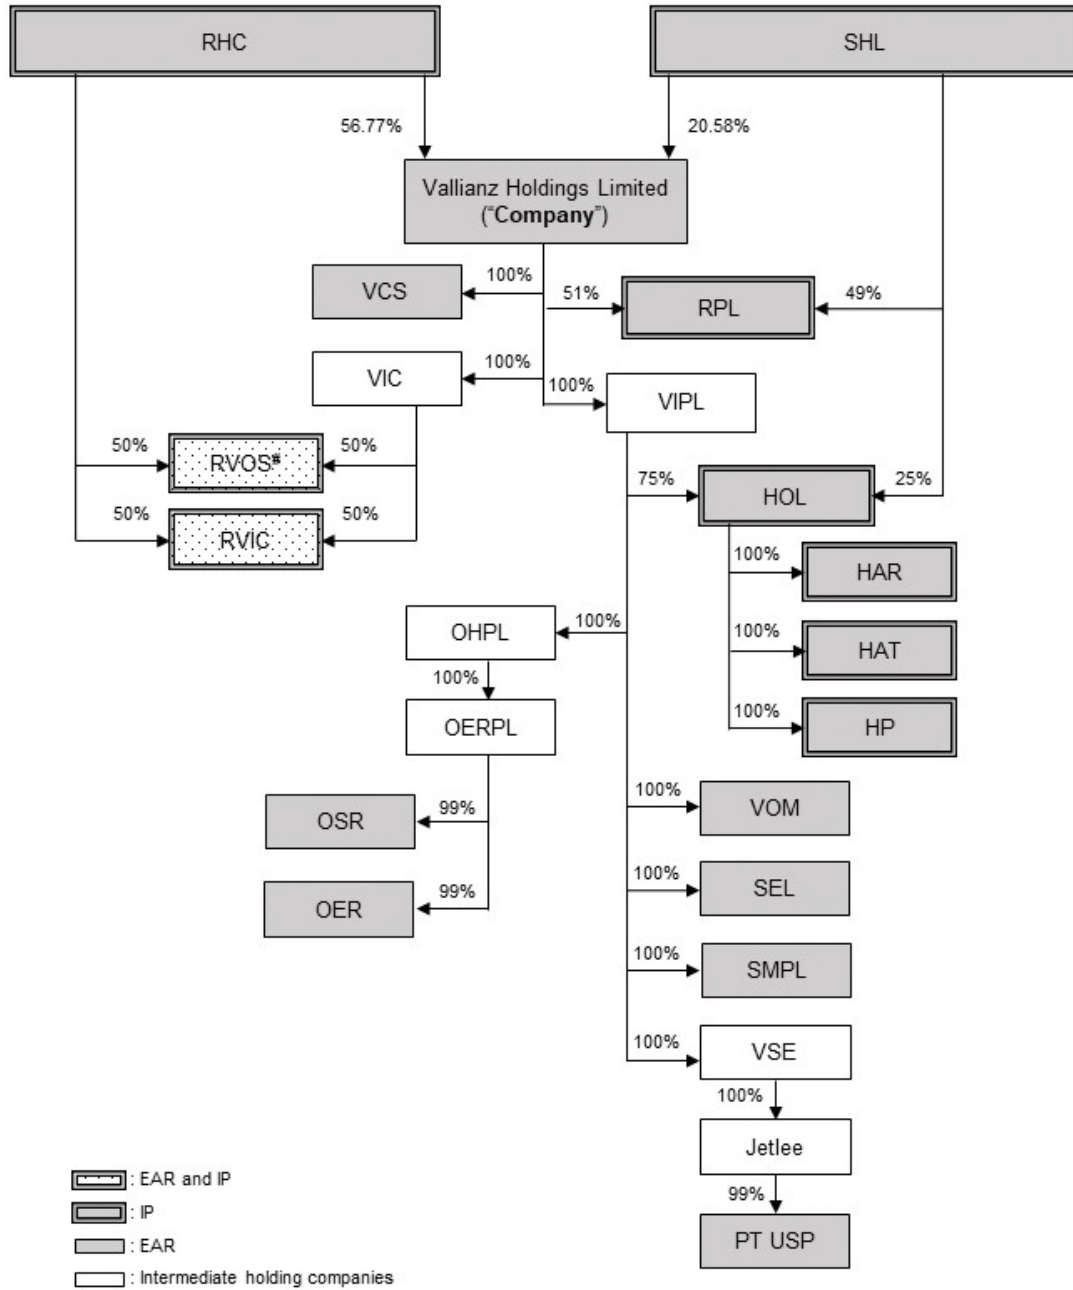 RHC
SHL
56.77%
20.58%
Vallianz Holdings Limited
("Company")
VCS
100%
51%
RPL
49%
VIC
100%
100%
VIPL
50%
RVOS#
50%
75%
HOL
25%
50%
RVIC
50%
100%
HAR
OHPL
100%
100%
HAT
100%
OERPL
100%
HP
OSR
99%
100%
VOM
OER
99%
100%
SEL
100%
SMPL
100%
VSE
100%
Jetlee
99%
PT USP
: EAR and IP
: IP
: EAR
: Intermediate holding companies